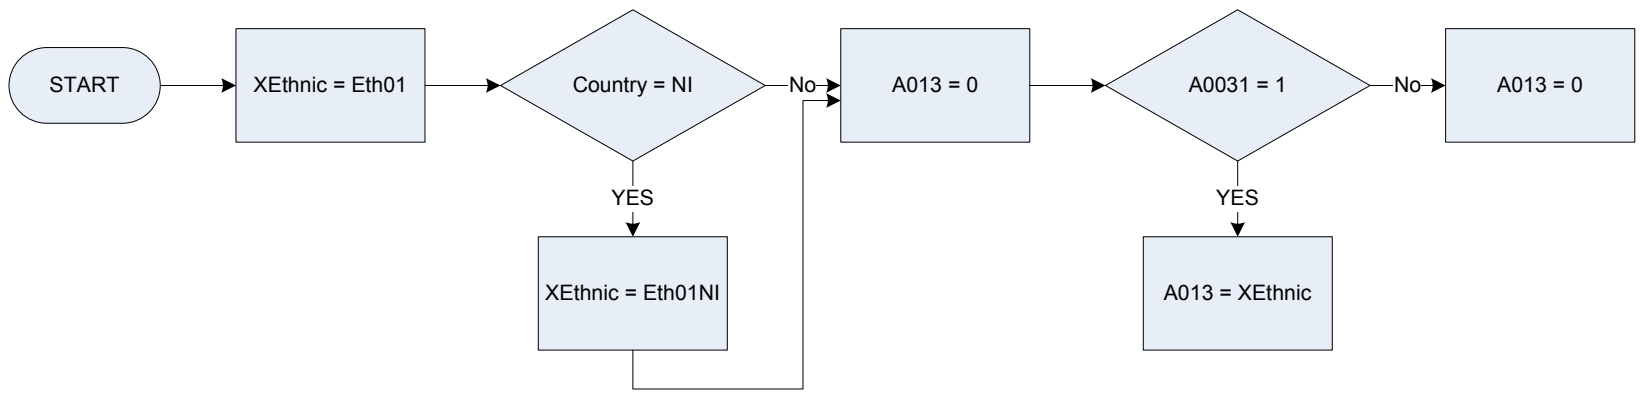 START
XEthnic = Eth01
Country = NI
No
A013 = 0
A0031 = 1
No
A013 = 0
YES
YES
XEthnic = Eth01NI
A013 = XEthnic